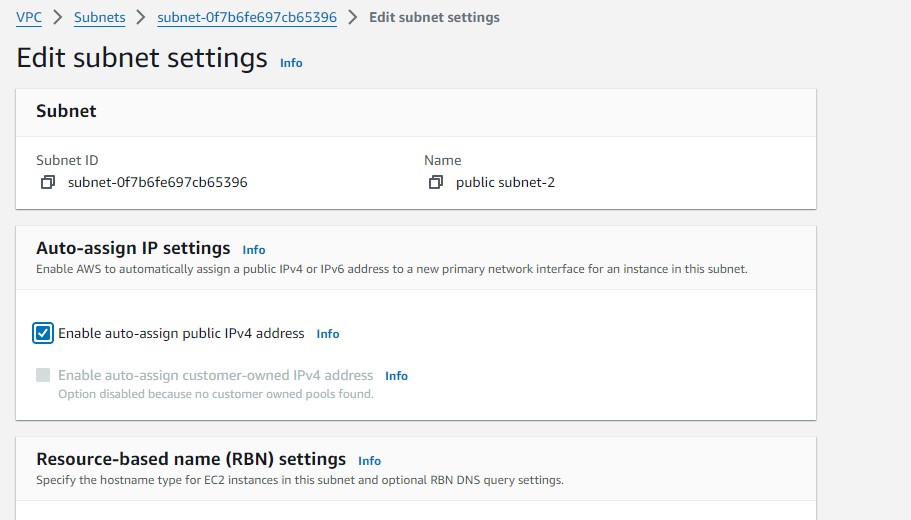 VPC > Subnets > subnet-0f7b6fe697cb65396 > Edit subnet settings
Edit subnet settings Info
Subnet
Subnet ID Name
subnet-0f7b6fe697cb65396 public subnet-2
Auto-assign IP settings Info
Enable AWS to automatically assign a public IPv4 or IPv6 address to a new primary network interface for an instance in this subnet.
Enable auto-assign public IPv4 address Info
Enable auto-assign customer-owned IPv4 address Info
Option disabled because no customer owned pools found.
Resource-based name (RBN) settings Info
Specify the hostname type for EC2 instances in this subnet and optional RBN DNS query settings.